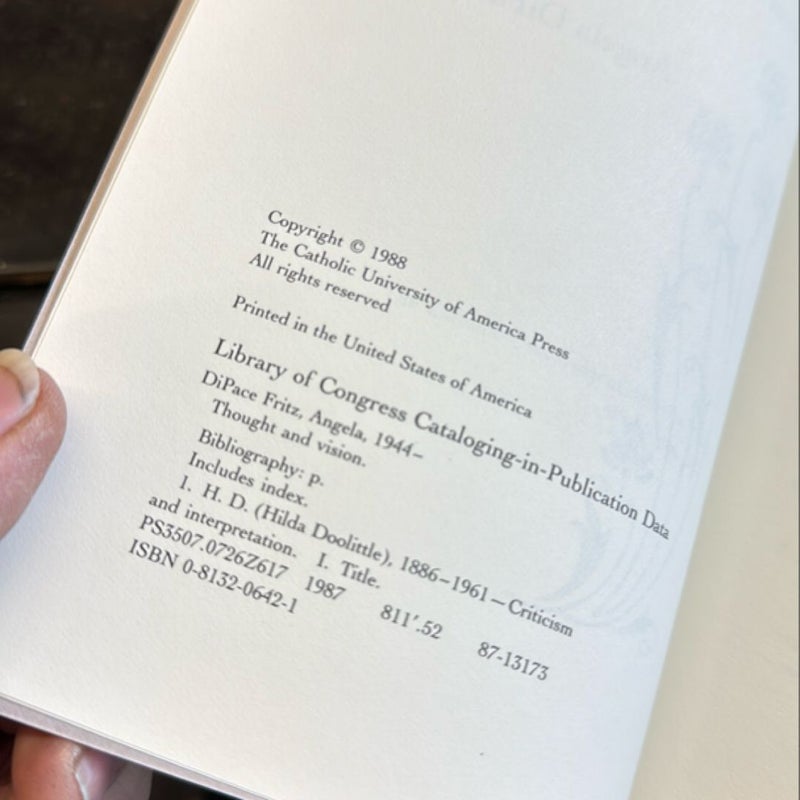 Copyright © 1988
The Catholic University of America Press
All rights reserved
Printed in the United States of America
Library of Congress Cataloging-in-Publication Data
DiPace Fritz, Angela, 1944–
Thought and vision.
Bibliography: p.
Includes index.
1. H. D. (Hilda Doolittle), 1886–1961—Criticism
and interpretation. I. Title.
PS3507.0726Z617 1987 811'.52 87-13173
ISBN 0-8132-0642-1